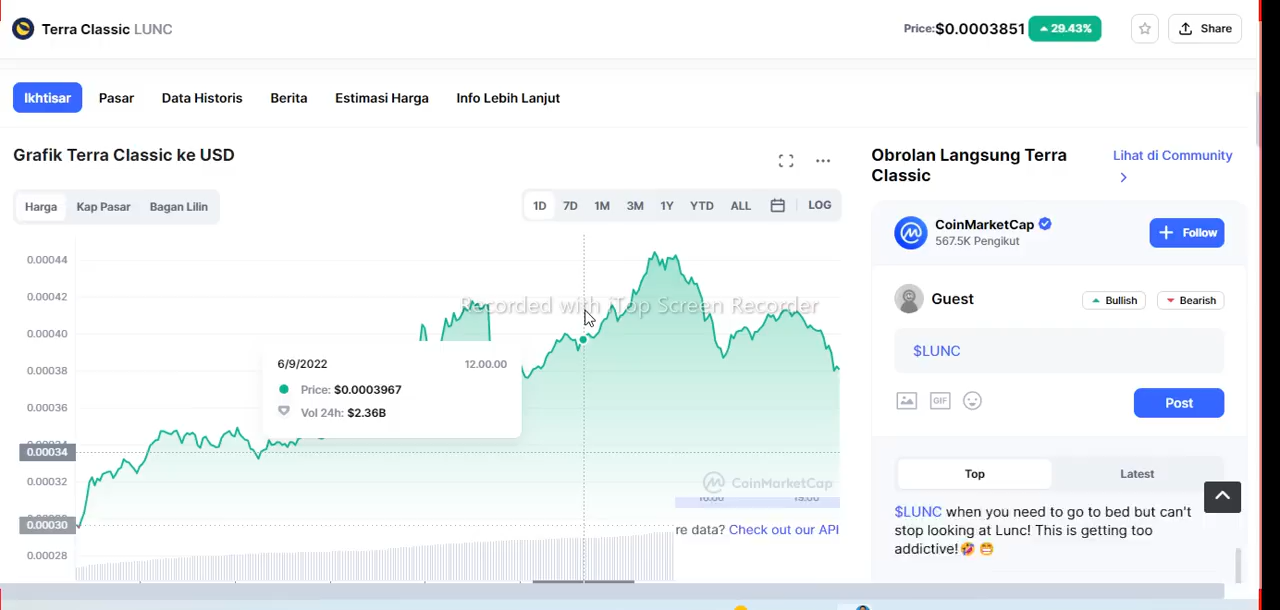 Terra Classic LUNC
Price:$0.0003851 29.43%
Share
Ikhtisar Pasar Data Historis Berita Estimasi Harga Info Lebih Lanjut
Grafik Terra Classic ke USD
Harga Kap Pasar Bagan Lilin
1D 7D 1M 3M 1Y YTD ALL LOG
0.00044
0.00042
0.00040
0.00038
0.00036
0.00034
0.00032
0.00030
0.00028
Recorded with iTop Screen Recorder
6/9/2022 12.00.00
Price: $0.0003967
Vol 24h: $2.36B
CoinMarketCap
16.00 19.00
re data? Check out our API
Obrolan Langsung Terra
Classic
Lihat di Community
CoinMarketCap
567.5K Pengikut
Follow
Guest
Bullish
Bearish
$LUNC
GIF
Post
Top Latest
$LUNC when you need to go to bed but can't
stop looking at Lunc! This is getting too
addictive!🤣 😁